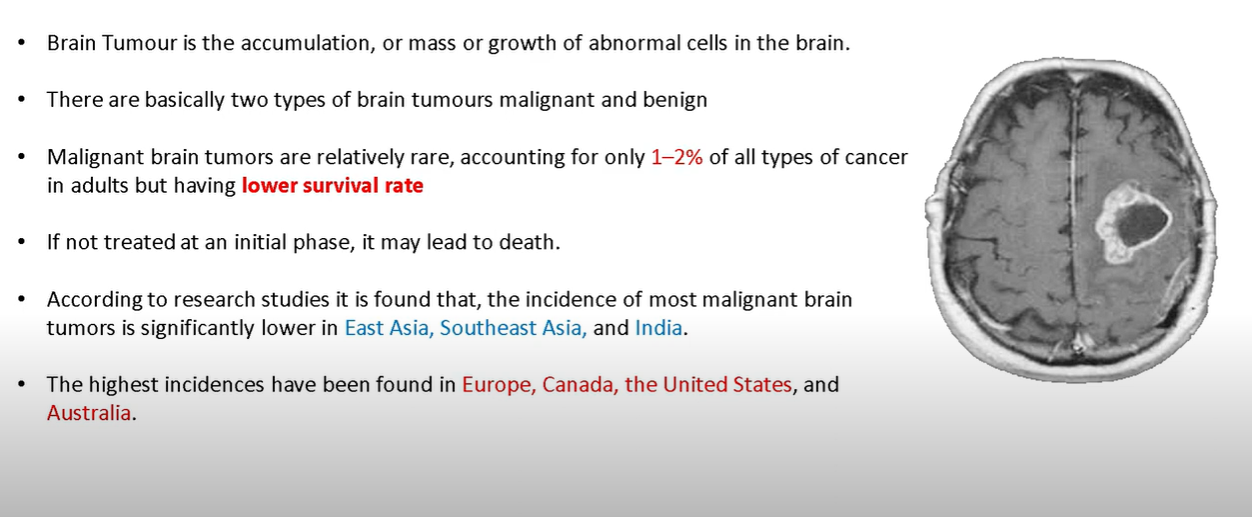 • Brain Tumour is the accumulation, or mass or growth of abnormal cells in the brain.
• There are basically two types of brain tumours malignant and benign
• Malignant brain tumors are relatively rare, accounting for only 1–2% of all types of cancer
in adults but having lower survival rate
• If not treated at an initial phase, it may lead to death.
• According to research studies it is found that, the incidence of most malignant brain
tumors is significantly lower in East Asia, Southeast Asia, and India.
• The highest incidences have been found in Europe, Canada, the United States, and
Australia.